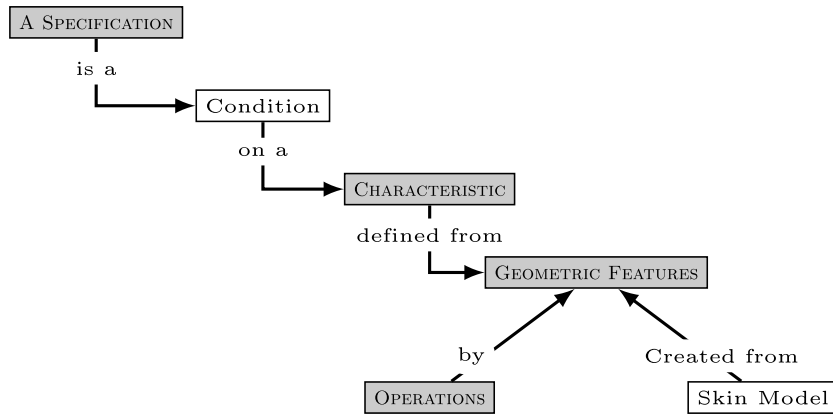 A Specification
is a
Condition
on a
Characteristic
defined from
Geometric Features
by
Created from
Operations
Skin Model